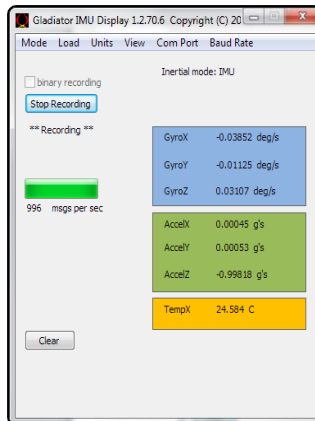 Gladiator IMU Display 1.2.70.6 Copyright (C) 20
Mode Load Units View Com Port Baud Rate
Inertial mode: IMU
binary recording
Stop Recording
** Recording **
GyroX -0.03852 deg/s
GyroY -0.01125 deg/s
GyroZ 0.03107 deg/s
996 msgs per sec
AccelX 0.00045 g's
AccelY 0.00053 g's
AccelZ -0.99818 g's
TempX 24.584 C
Clear